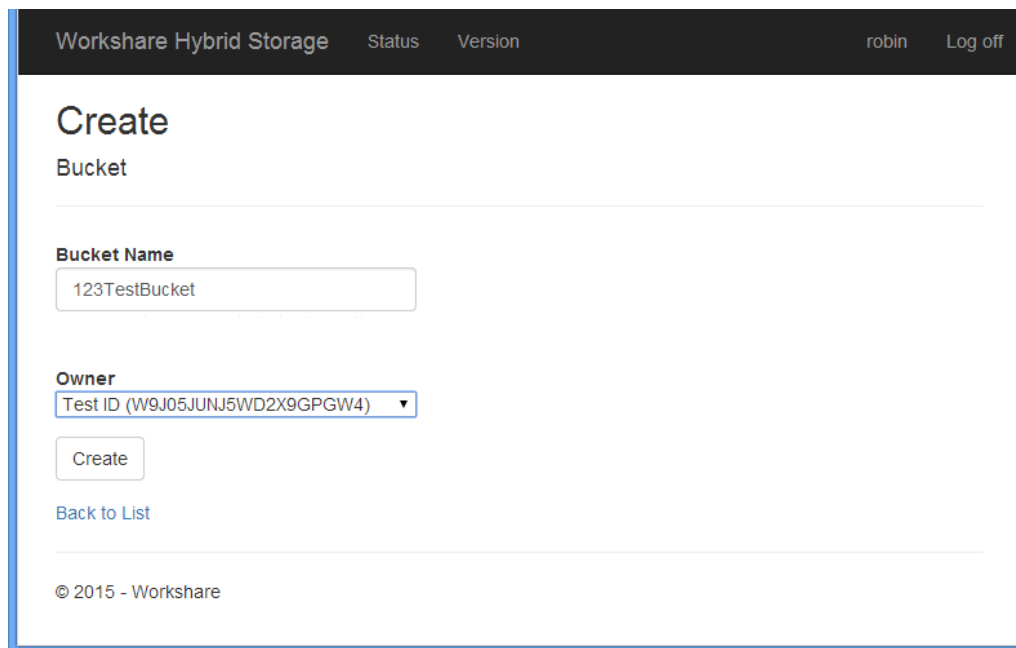 Workshare Hybrid Storage Status Version robin Log off
Create
Bucket
Bucket Name
123TestBucket
Owner
Test ID (W9J05JUNJ5WD2X9GPGW4)
Create
Back to List
© 2015 - Workshare